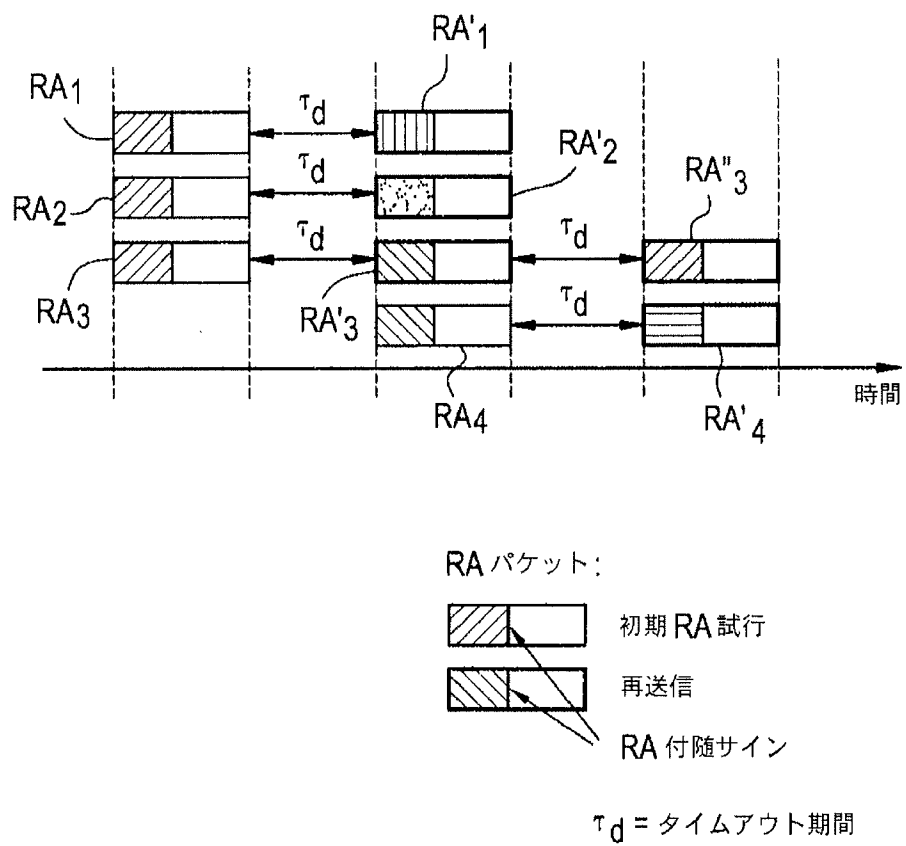 RA'1
RA1
τd
RA'2
τd
RA2
RA"3
τd
τd
RA3
RA'3
τd
RA4
RA'4
時間
RA パケット:
初期 RA 試行
再送信
RA 付随サイン
τd = タイムアウト期間